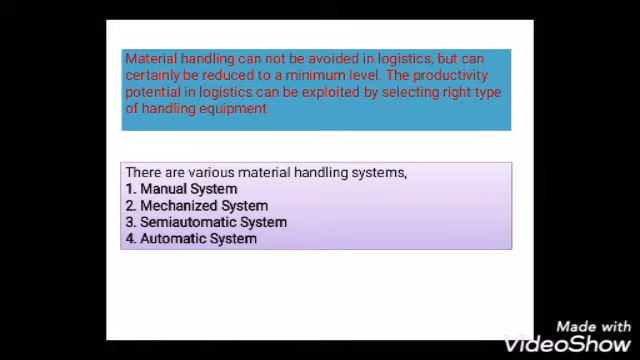 Material handling can not be avoided in logistics, but can
certainly be reduced to a minimum level. The productivity
potential in logistics can be exploited by selecting right type
of handling equipment.
There are various material handling systems,
1. Manual System
2. Mechanized System
3. Semiautomatic System
4. Automatic System
Made with
VideoShow